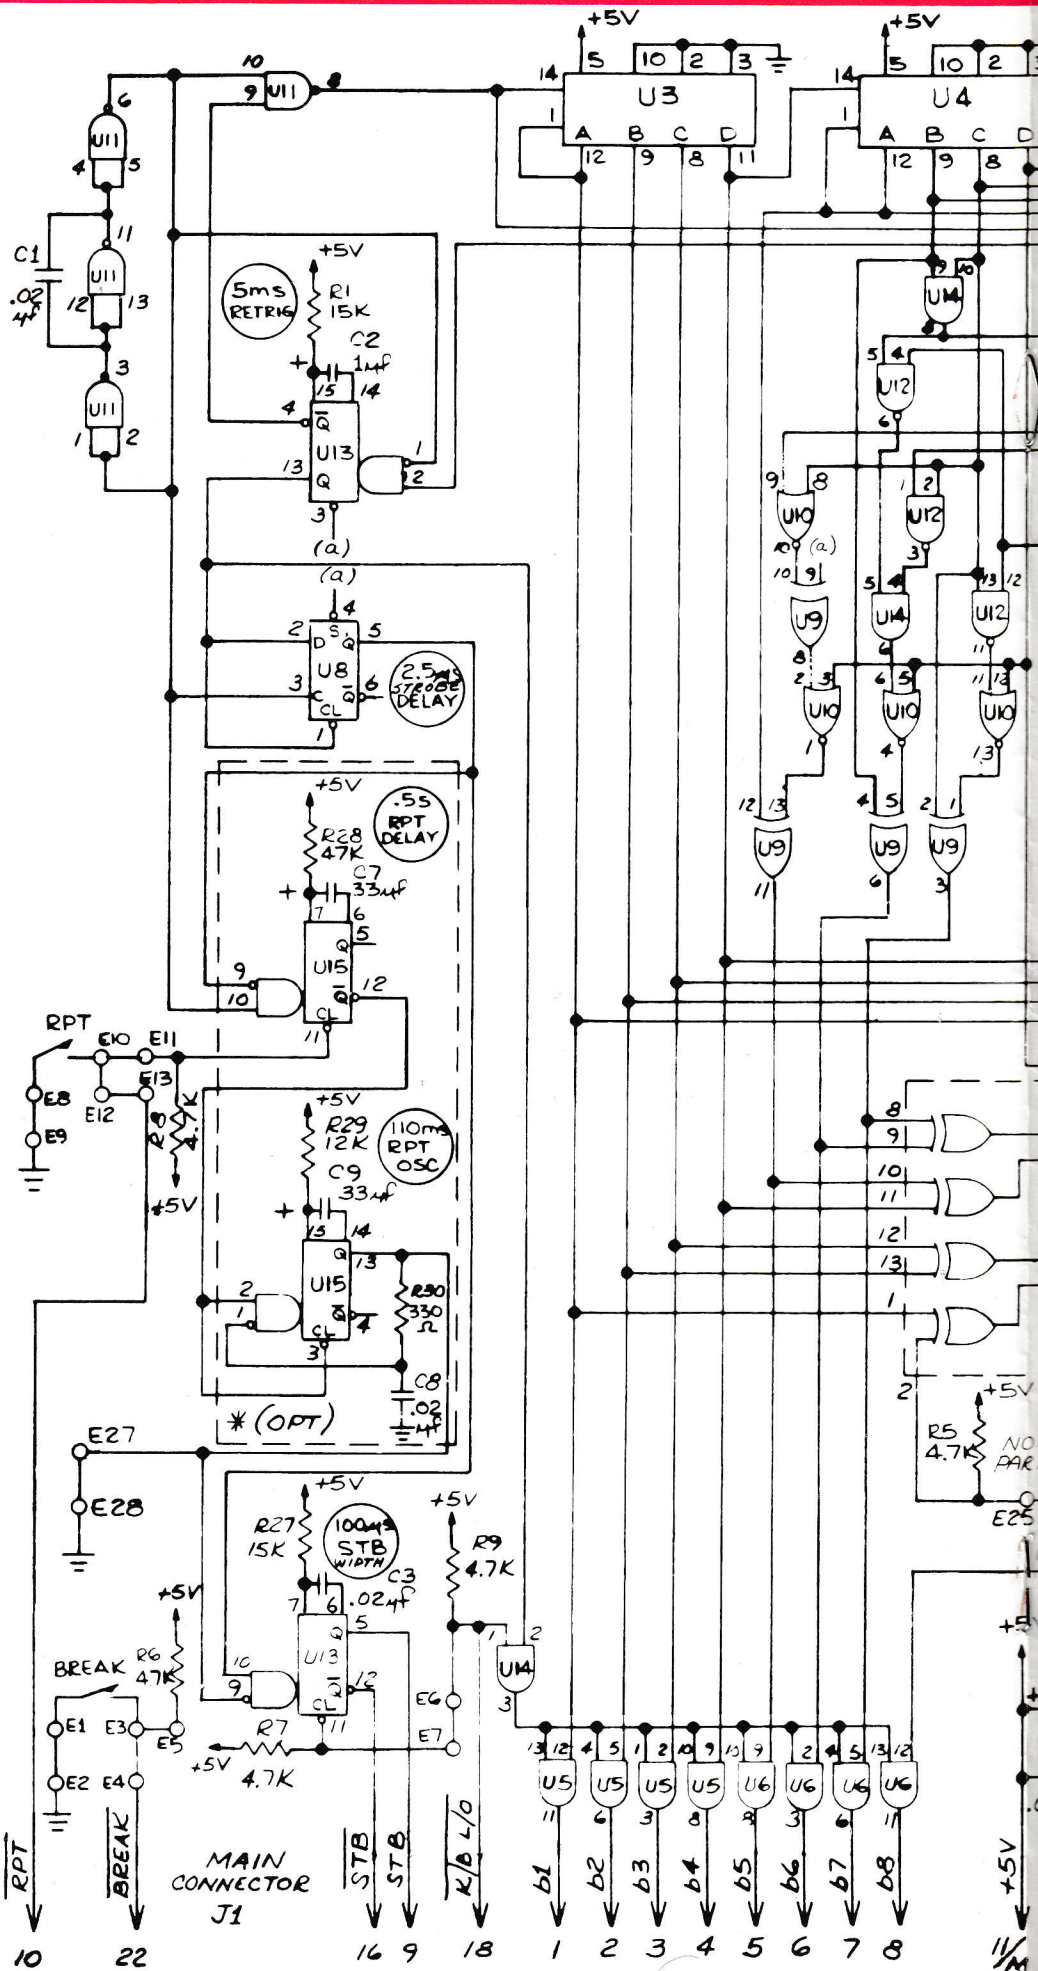 +5V
+5V
10
9
U11
8
14
5
10
2
3
U3
1
A
B
C
D
12
9
8
11
14
5
10
2
3
U4
1
A
B
C
D
12
9
8
6
U11
4
5
C1
.02
µf
11
U11
12
13
3
U11
1
2
5ms
RETRIG
+5V
R1
15K
C2
1µf
+
15
14
4
Q̅
U13
13
Q
1
2
3
(a)
(a)
4
S
2
D
Q
5
U8
3
C
Q̅
6
CL
1
2.5µs
STROBE
DELAY
9
10
U14
8
5
4
U12
6
9
8
U10
10
(a)
1
2
U12
3
10
9
U9
8
5
4
U14
6
13
12
U12
11
2
3
U10
1
6
5
U10
4
11
12
U10
13
12
13
U9
11
4
5
U9
6
2
1
U9
3
+5V
.5s
RPT
DELAY
R28
47K
C7
33µf
+
7
6
Q
5
U15
9
10
Q̅
12
CL
11
RPT
E10
E11
E8
E12
E13
E9
R8
4.7K
+5V
+5V
R29
12K
110ms
RPT
OSC
C9
33µf
+
15
14
Q
13
U15
2
1
Q̅
4
CL
3
R30
330
Ω
C8
.02
µf
* (OPT)
8
9
10
11
12
13
1
2
+5V
R5
4.7K
NO
PAR
E25
E27
E28
+5V
R27
15K
100µs
STB
WIDTH
C3
.02µf
7
6
Q
5
U13
10
9
Q̅
12
CL
11
+5V
R9
4.7K
1
2
U14
3
E6
E7
+5V
R6
47K
BREAK
E1
E3
E5
E2
E4
+5V
R7
4.7K
13
12
U5
11
4
5
U5
6
1
2
U5
3
10
9
U5
8
10
9
U6
8
2
U6
3
4
5
U6
6
13
12
U6
11
+5
RPT
BREAK
MAIN
CONNECTOR
J1
STB
STB
K/B L/O
b1
b2
b3
b4
b5
b6
b7
b8
+5V
10
22
16
9
18
1
2
3
4
5
6
7
8
11/M